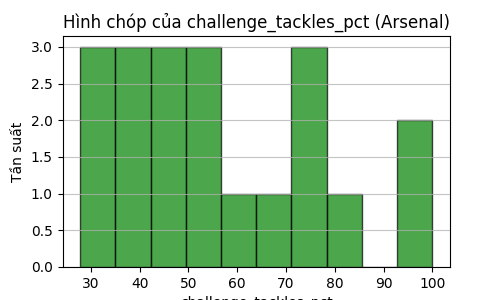 Hình chóp của challenge_tackles_pct (Arsenal)
Tần suất
3.0
2.5
2.0
1.5
1.0
0.5
0.0
30 40 50 60 70 80 90 100
challenge_tackles_pct